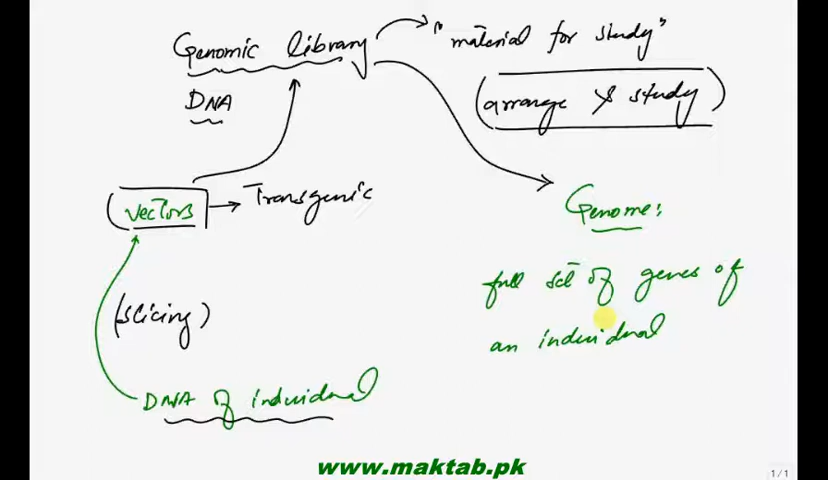 Genomic library
"material for study"
DNA
(arrange & study)
vectors
Transgenic
Genome:
full set of genes of
an individual
(slicing)
DNA of individual
www.maktab.pk
1/1